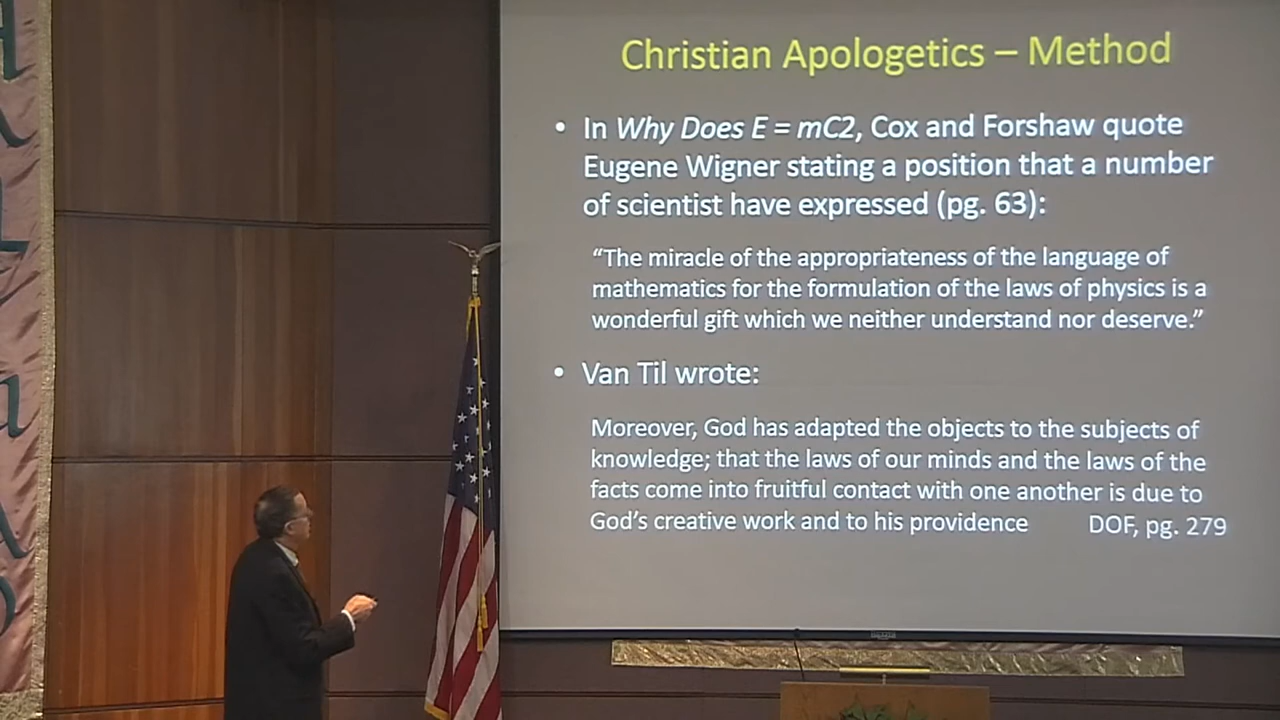 Christian Apologetics – Method
• In Why Does E = mC2, Cox and Forshaw quote
Eugene Wigner stating a position that a number
of scientist have expressed (pg. 63):
“The miracle of the appropriateness of the language of
mathematics for the formulation of the laws of physics is a
wonderful gift which we neither understand nor deserve.”
• Van Til wrote:
Moreover, God has adapted the objects to the subjects of
knowledge; that the laws of our minds and the laws of the
facts come into fruitful contact with one another is due to
God’s creative work and to his providence DOF, pg. 279